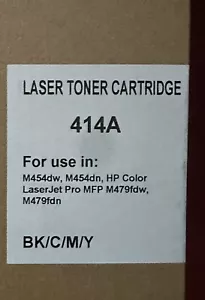 LASER TONER CARTRIDGE
414A
For use in:
M454dw, M454dn, HP Color
LaserJet Pro MFP M479fdw,
M479fdn
BK/C/M/Y